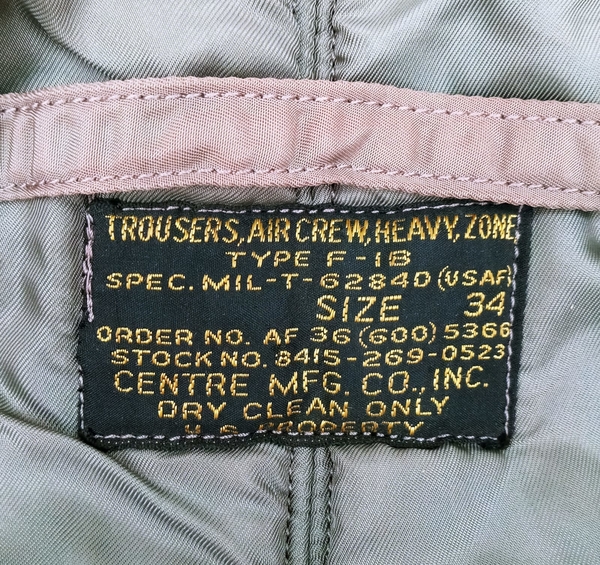 TROUSERS, AIR CREW, HEAVY, ZONE
TYPE F-1B
SPEC. MIL-T-6284D (USAF)
SIZE 34
ORDER NO. AF 36 (600) 5366
STOCK NO. 8415-269-0523
CENTRE MFG. CO., INC.
DRY CLEAN ONLY
U.S. PROPERTY